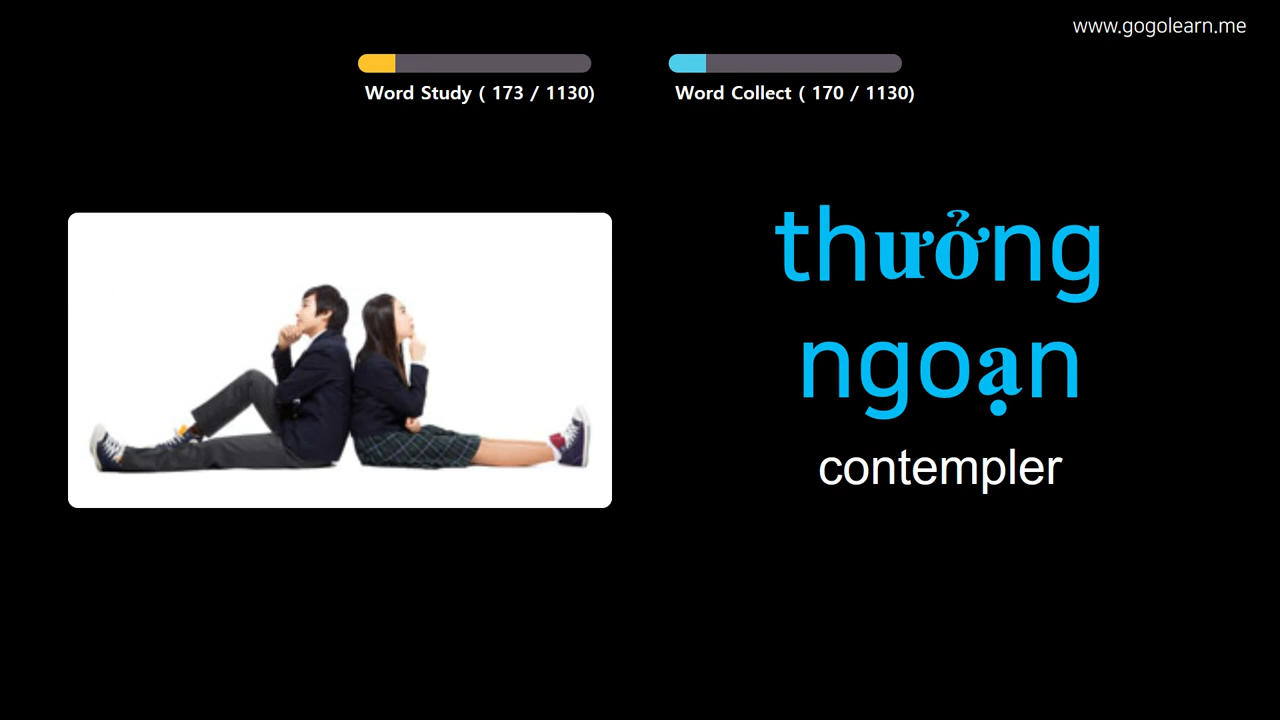 www.gogolearn.me
Word Study ( 173 / 1130)
Word Collect ( 170 / 1130)
thưởng
ngoạn
contempler